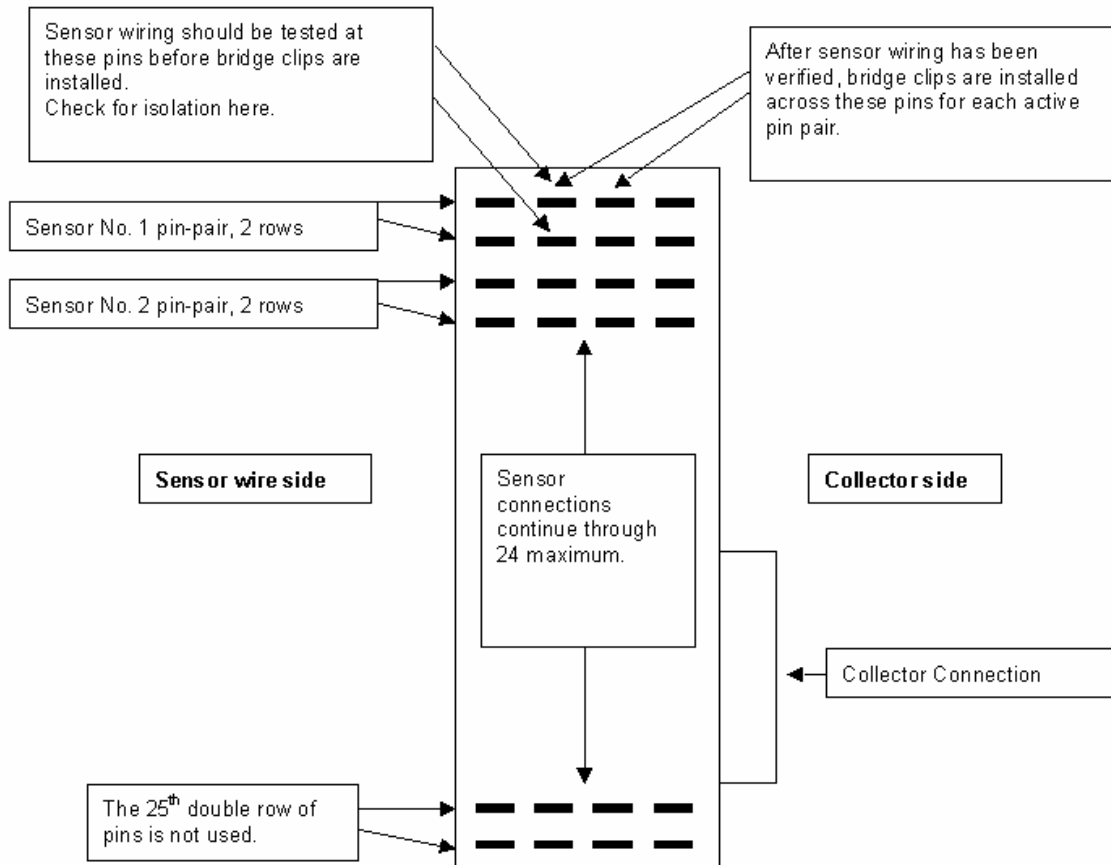 Sensor wiring should be tested at
these pins before bridge clips are
installed.
Check for isolation here.
After sensor wiring has been
verified, bridge clips are installed
across these pins for each active
pin pair.
Sensor No. 1 pin-pair, 2 rows
Sensor No. 2 pin-pair, 2 rows
Sensor wire side
Sensor
connections
continue through
24 maximum.
Collector side
Collector Connection
The 25th double row of
pins is not used.